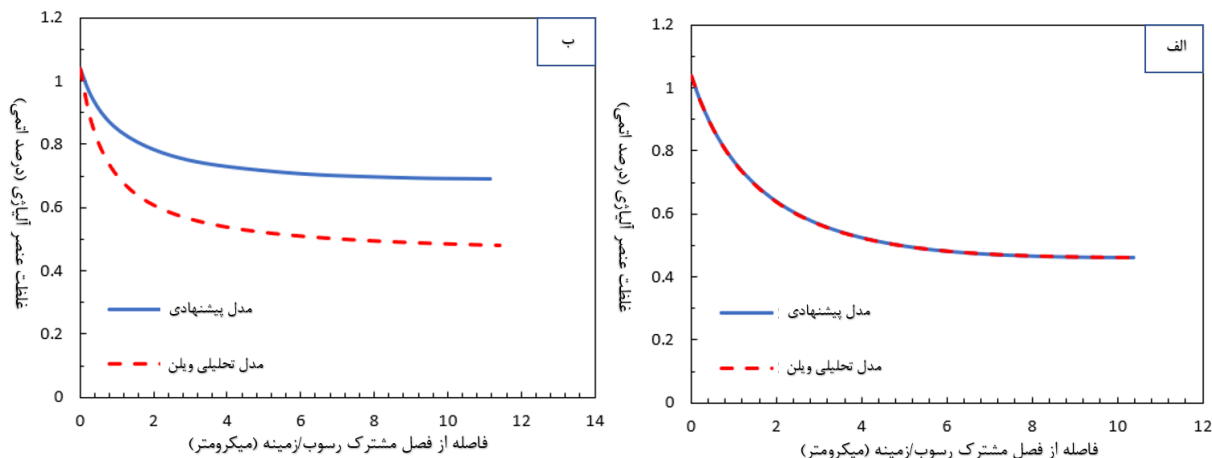 الف
1.2
1
0.8
0.6
0.4
0.2
0
غلظت عنصر آلیاژی (درصد اتمی)
مدل پیشنهادی
مدل تحلیلی ویلن
0 2 4 6 8 10 12
فاصله از فصل مشترک رسوب/زمینه (میکرومتر)
ب
1.2
1
0.8
0.6
0.4
0.2
0
غلظت عنصر آلیاژی (درصد اتمی)
مدل پیشنهادی
مدل تحلیلی ویلن
0 2 4 6 8 10 12 14
فاصله از فصل مشترک رسوب/زمینه (میکرومتر)